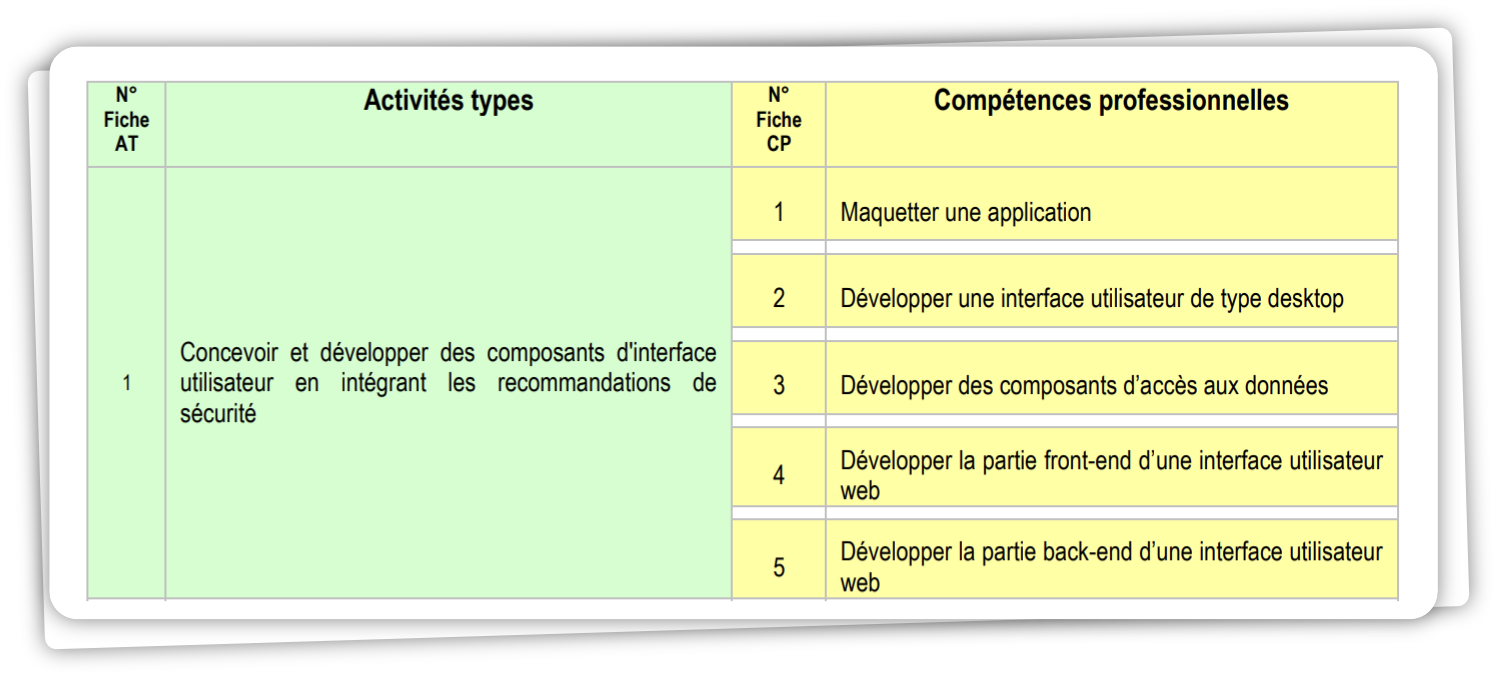 N°
Fiche
AT
Activités types
N°
Fiche
CP
Compétences professionnelles
1
Concevoir et développer des composants d'interface
utilisateur en intégrant les recommandations de
sécurité
1
Maquetter une application
2
Développer une interface utilisateur de type desktop
3
Développer des composants d’accès aux données
4
Développer la partie front-end d’une interface utilisateur
web
5
Développer la partie back-end d’une interface utilisateur
web